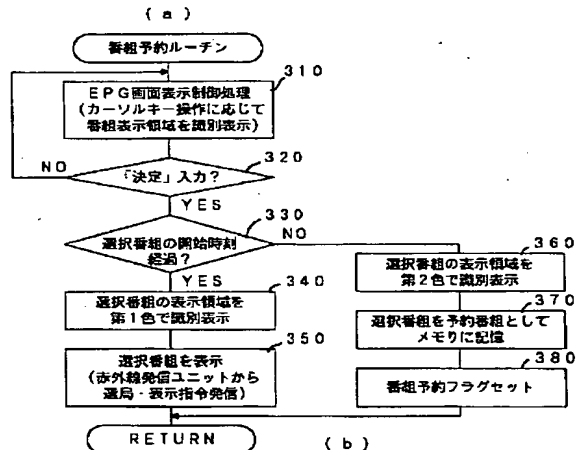 (a)
番組予約ルーチン
310
EPG画面表示制御処理
(カーソルキー操作に応じて
番組表示領域を識別表示)
320
「決定」入力?
NO
YES
330
選択番組の開始時刻
経過?
NO
YES
340
選択番組の表示領域を
第1色で識別表示
350
選択番組を表示
(赤外線発信ユニットから
選局・表示指令発信)
360
選択番組の表示領域を
第2色で識別表示
370
選択番組を予約番組として
メモリに記憶
380
番組予約フラグセット
RETURN
(b)